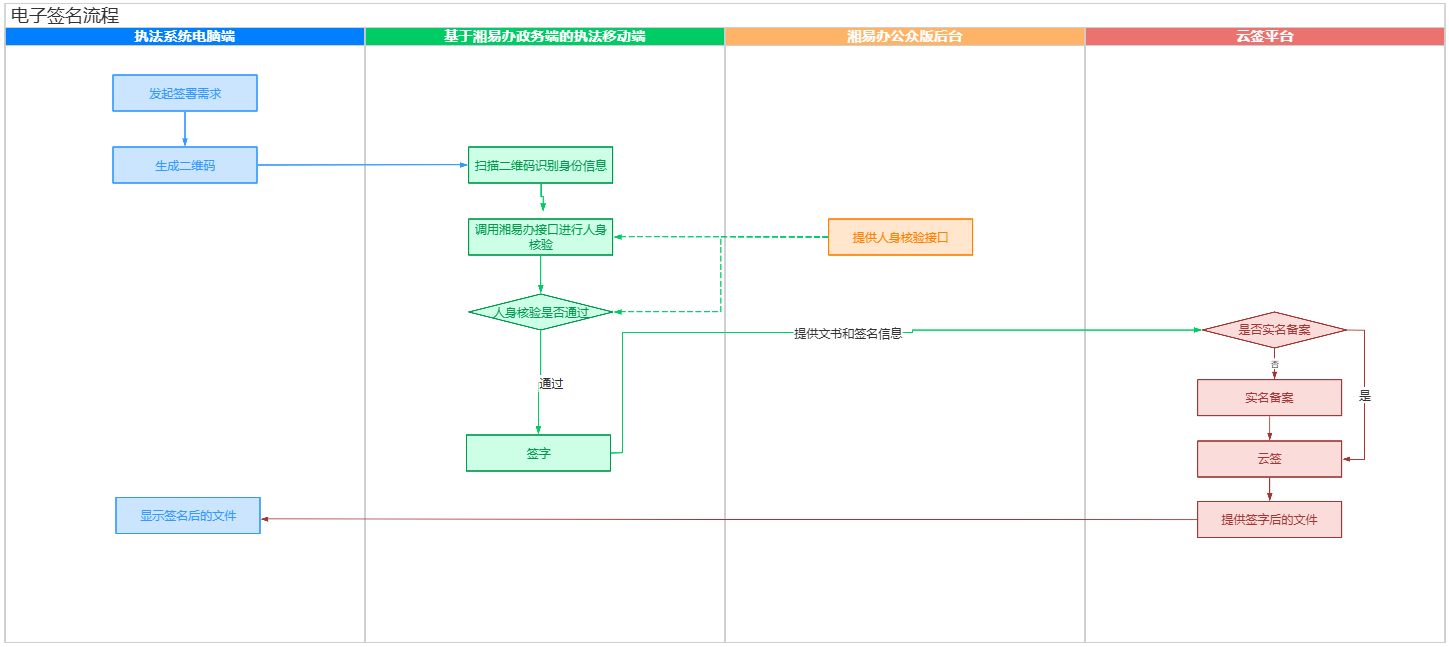 电子签名流程
执法系统电脑端
基于湘易办政务端的执法移动端
湘易办公众版后台
云签平台
发起签署需求
生成二维码
扫描二维码识别身份信息
调用湘易办接口进行人身
核验
提供人身核验接口
人身核验是否通过
提供文书和签名信息
是否实名备案
否
通过
实名备案
是
签字
云签
显示签名后的文件
提供签字后的文件